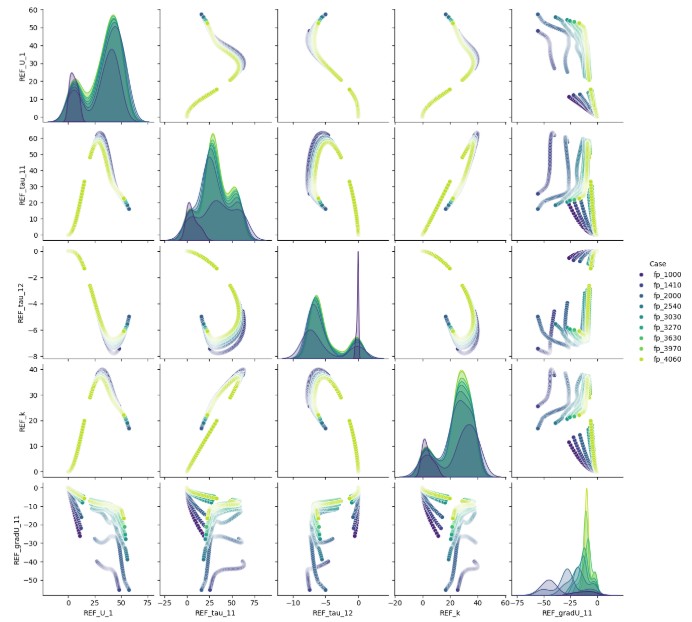 60
50
40
30
20
10
0
REF_U_1
60
50
40
30
20
10
0
REF_tau_11
0
−2
−4
−6
−8
REF_tau_12
40
30
20
10
0
REF_k
0
−10
−20
−30
−40
−50
REF_gradU_11
0 25 50 75
REF_U_1
−25 0 25 50 75
REF_tau_11
−10 −5 0
REF_tau_12
−20 0 20 40 60
REF_k
−75 −50 −25 0
REF_gradU_11
Case
fp_1000
fp_1410
fp_2000
fp_2540
fp_3030
fp_3270
fp_3630
fp_3970
fp_4060